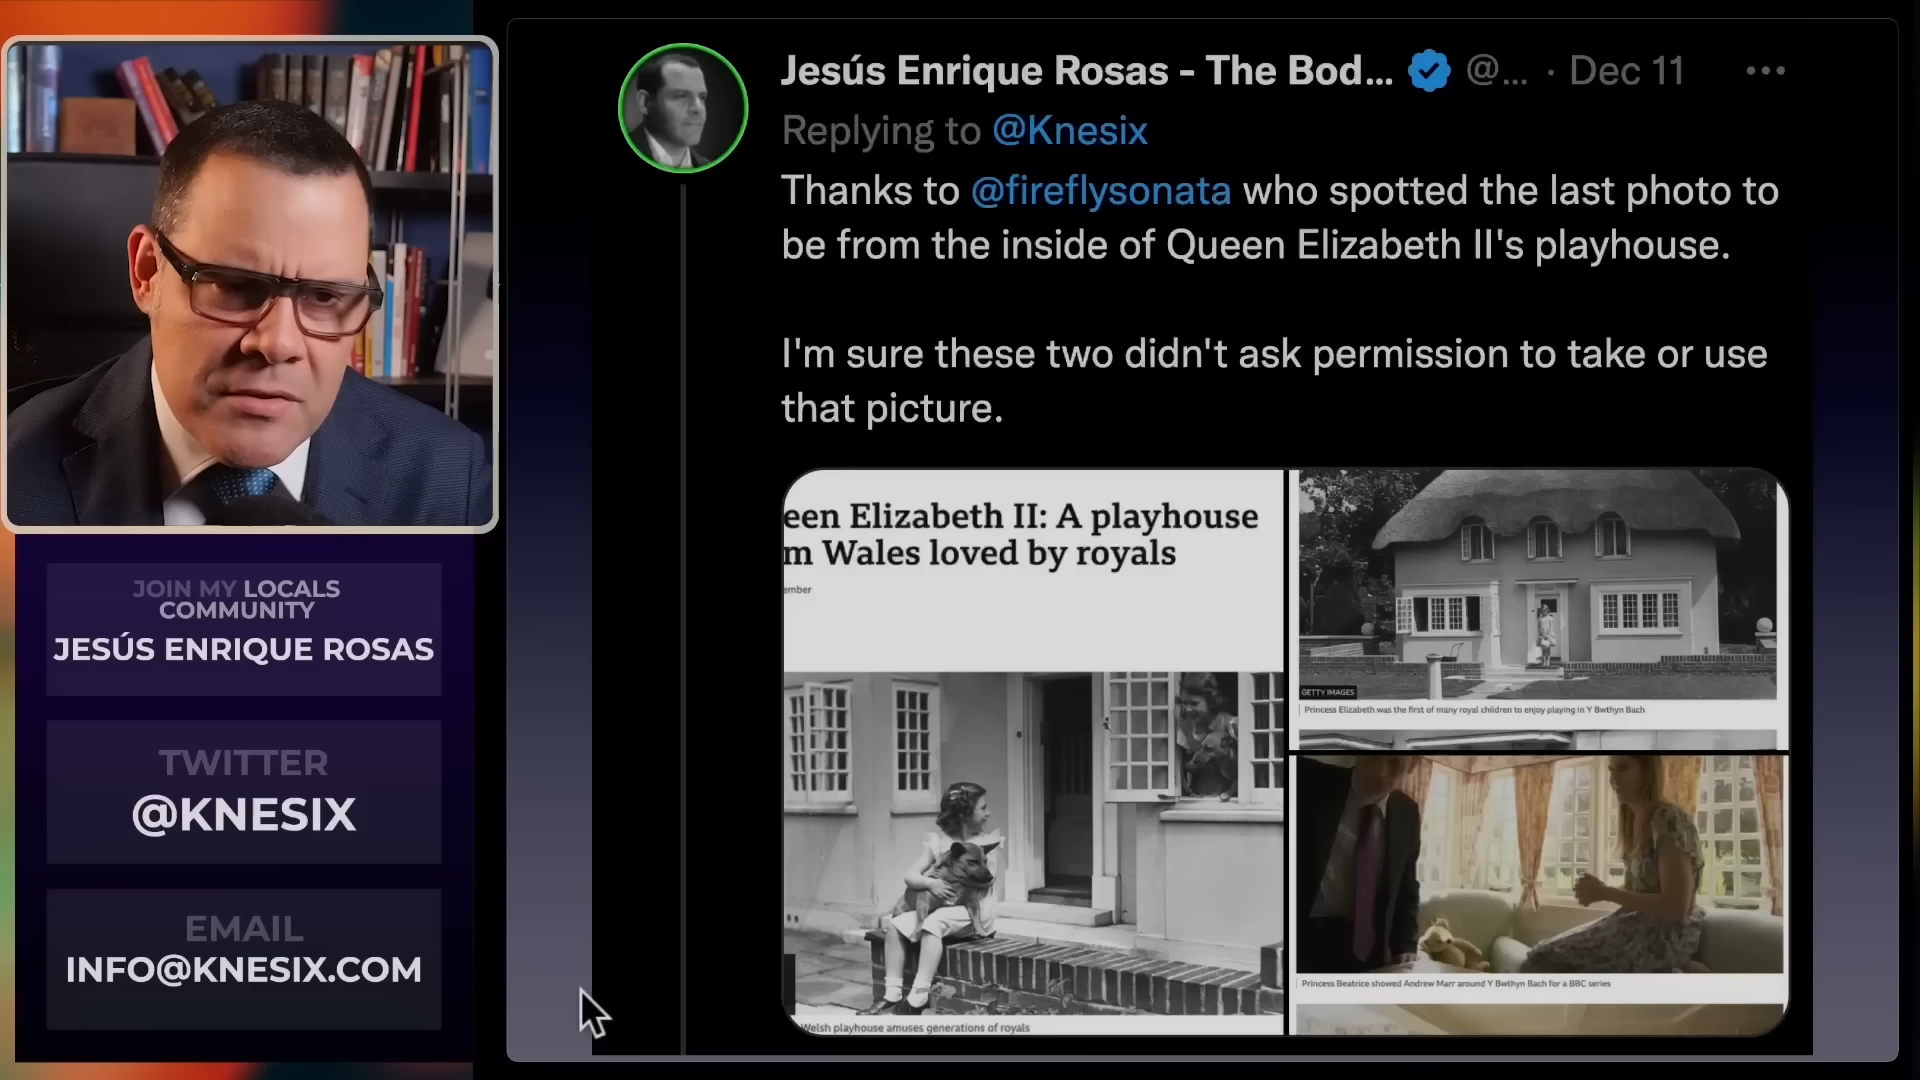 JOIN MY LOCALS
COMMUNITY
JESÚS ENRIQUE ROSAS
TWITTER
@KNESIX
EMAIL
INFO@KNESIX.COM
Jesús Enrique Rosas - The Bod... @... · Dec 11 ...
Replying to @Knesix
Thanks to @fireflysonata who spotted the last photo to
be from the inside of Queen Elizabeth II's playhouse.
I'm sure these two didn't ask permission to take or use
that picture.
een Elizabeth II: A playhouse
m Wales loved by royals
ember
Welsh playhouse amuses generations of royals
GETTY IMAGES
Princess Elizabeth was the first of many royal children to enjoy playing in Y Bwthyn Bach
Princess Beatrice showed Andrew Marr around Y Bwthyn Bach for a BBC series